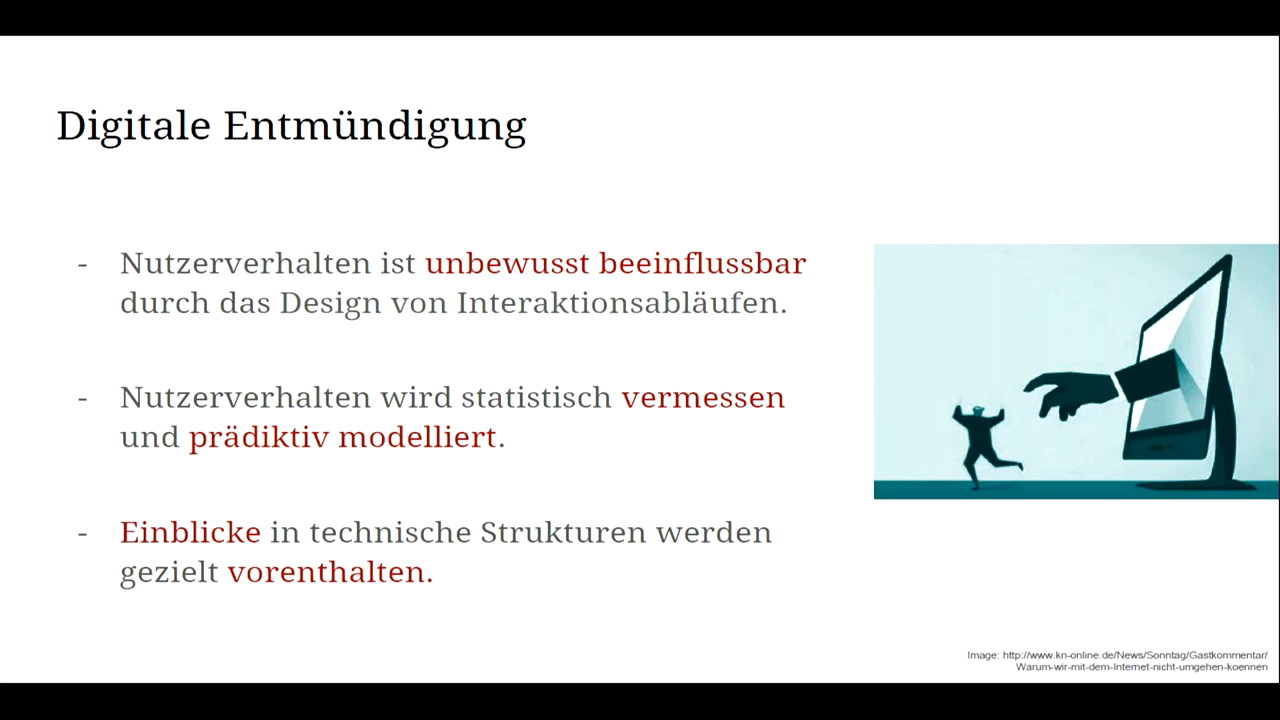 Digitale Entmündigung
- Nutzerverhalten ist unbewusst beeinflussbar
durch das Design von Interaktionsabläufen.
- Nutzerverhalten wird statistisch vermessen
und prädiktiv modelliert.
- Einblicke in technische Strukturen werden
gezielt vorenthalten.
Image: http://www.kn-online.de/News/Sonntag/Gastkommentar/
Warum-wir-mit-dem-Internet-nicht-umgehen-koennen